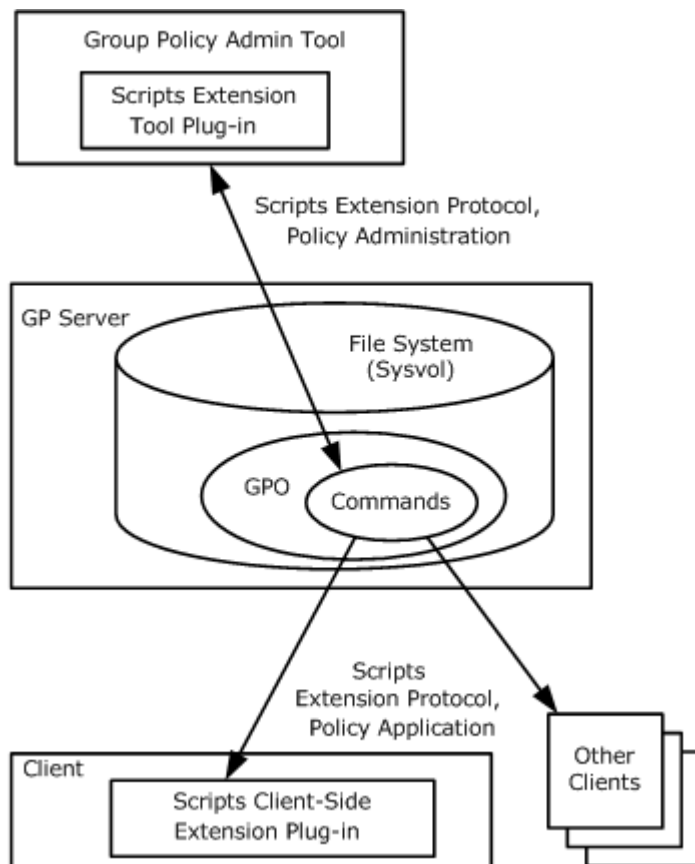 Group Policy Admin Tool
Scripts Extension
Tool Plug-in
Scripts Extension Protocol,
Policy Administration
GP Server
File System
(Sysvol)
GPO
Commands
Scripts
Extension Protocol,
Policy Application
Client
Scripts Client-Side
Extension Plug-in
Other
Clients